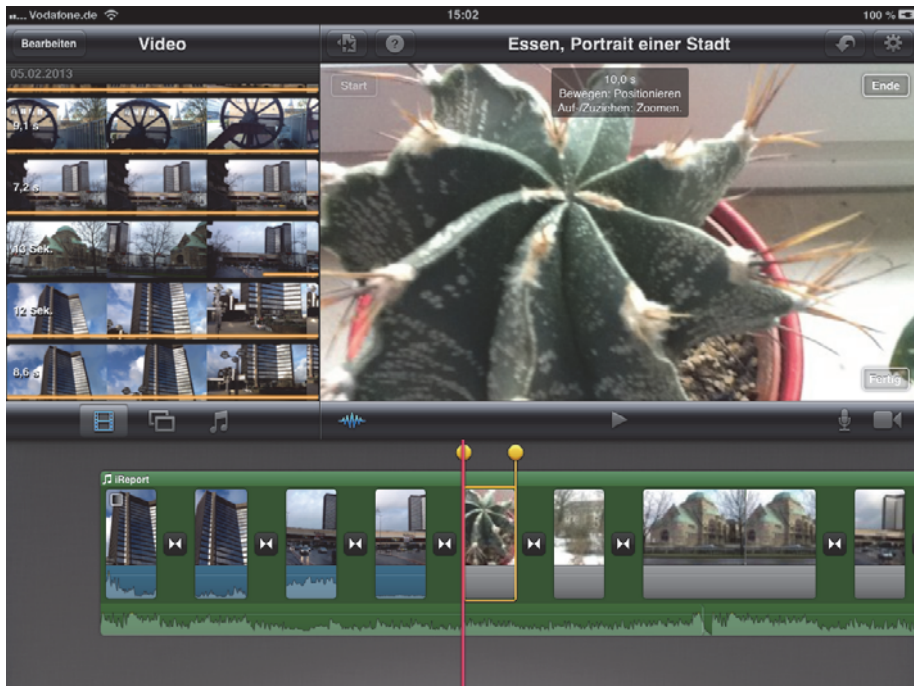 Vodafone.de
15:02
100 %
Bearbeiten
Video
?
Essen, Portrait einer Stadt
05.02.2013
9,1 s
7,2 s
13 Sek.
12 Sek.
8,6 s
Start
10,0 s
Bewegen: Positionieren
Auf-/Zuziehen: Zoomen.
Ende
Fertig
iReport